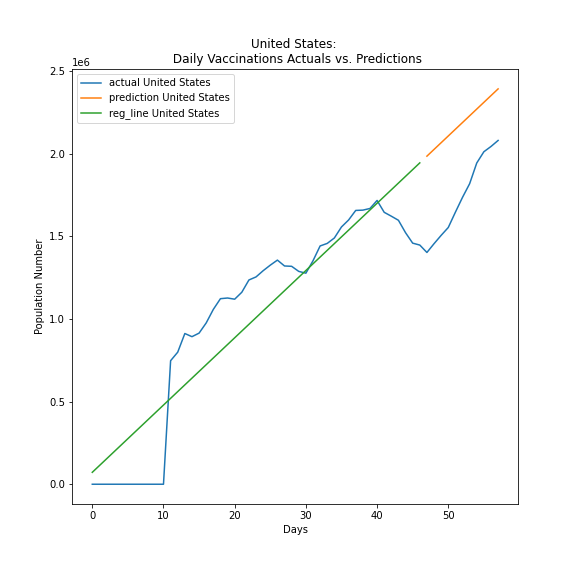 United States:
Daily Vaccinations Actuals vs. Predictions
1e6
actual United States
prediction United States
reg_line United States
2.5
2.0
1.5
1.0
0.5
0.0
Population Number
0
10
20
30
40
50
Days